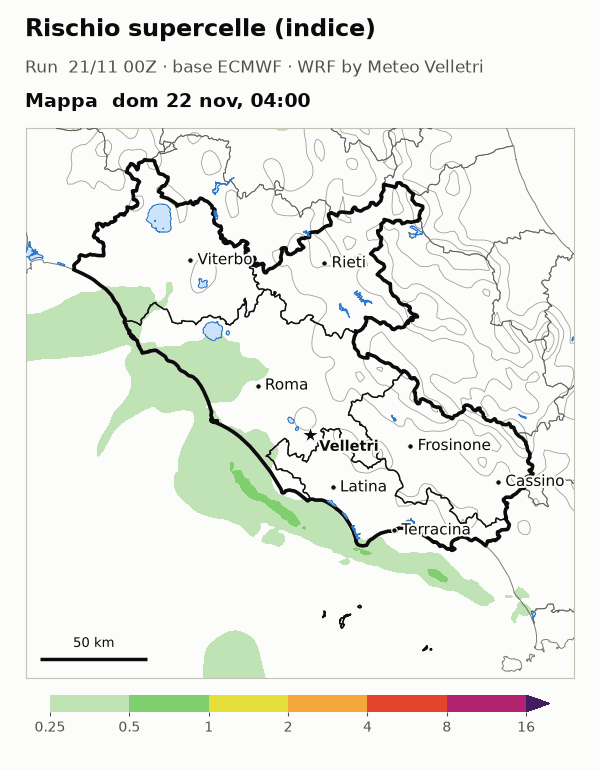 Rischio supercelle (indice)
Run 21/11 00Z · base ECMWF · WRF by Meteo Velletri
Mappa dom 22 nov, 04:00
Viterbo
Rieti
Roma
Velletri
Frosinone
Cassino
Latina
Terracina
50 km
0.25 0.5 1 2 4 8 16